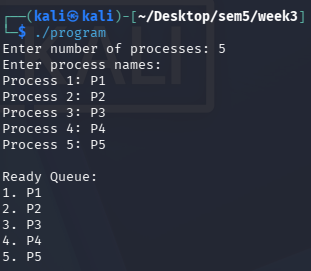 ┌──(kali㉿kali)-[~/Desktop/sem5/week3]
└─$ ./program
Enter number of processes: 5
Enter process names:
Process 1: P1
Process 2: P2
Process 3: P3
Process 4: P4
Process 5: P5

Ready Queue:
1. P1
2. P2
3. P3
4. P4
5. P5